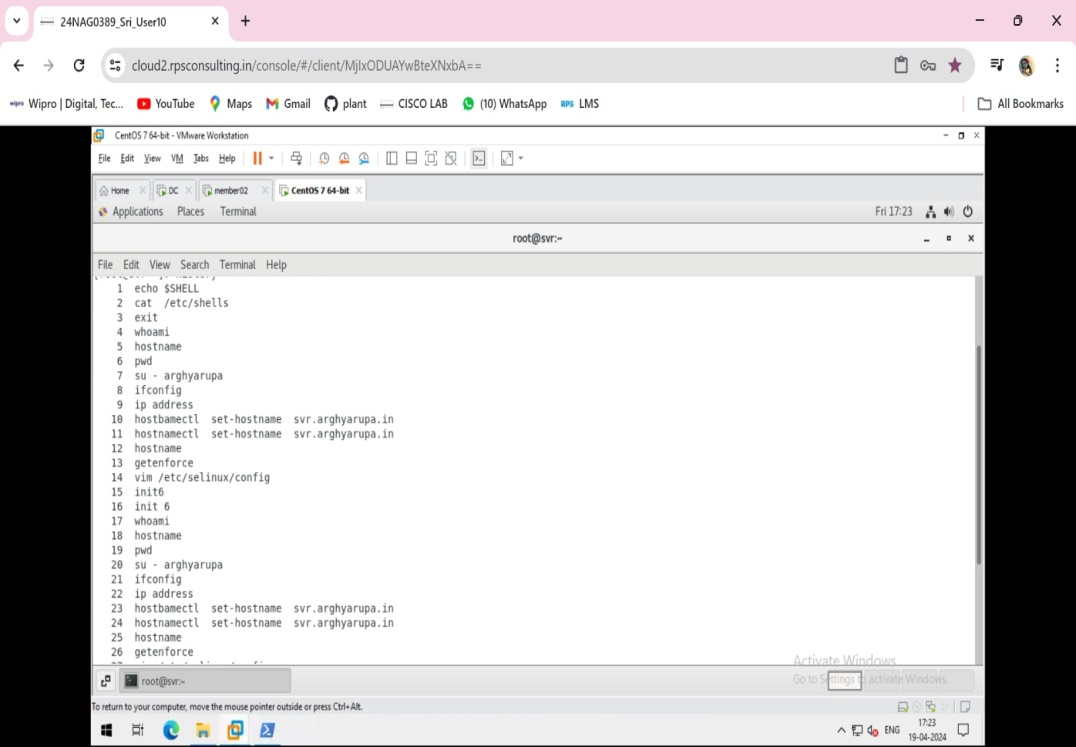 24NAG0389_Sri_User10
cloud2.rpsconsulting.in/console/#/client/MjIxODUAYwBteXNxbA==
wipro Wipro | Digital, Tec... YouTube Maps Gmail plant CISCO LAB (10) WhatsApp RPS LMS All Bookmarks
CentOS 7 64-bit - VMware Workstation
File Edit View VM Tabs Help
Home DC member02 CentOS 7 64-bit
Applications Places Terminal Fri 17:23
root@svr:~
File Edit View Search Terminal Help
1 echo $SHELL
2 cat /etc/shells
3 exit
4 whoami
5 hostname
6 pwd
7 su - arghyarupa
8 ifconfig
9 ip address
10 hostbamectl set-hostname svr.arghyarupa.in
11 hostnamectl set-hostname svr.arghyarupa.in
12 hostname
13 getenforce
14 vim /etc/selinux/config
15 init6
16 init 6
17 whoami
18 hostname
19 pwd
20 su - arghyarupa
21 ifconfig
22 ip address
23 hostbamectl set-hostname svr.arghyarupa.in
24 hostnamectl set-hostname svr.arghyarupa.in
25 hostname
26 getenforce
Activate Windows
Go to Settings to activate Windows.
root@svr:~
To return to your computer, move the mouse pointer outside or press Ctrl+Alt.
ENG 17:23
19-04-2024